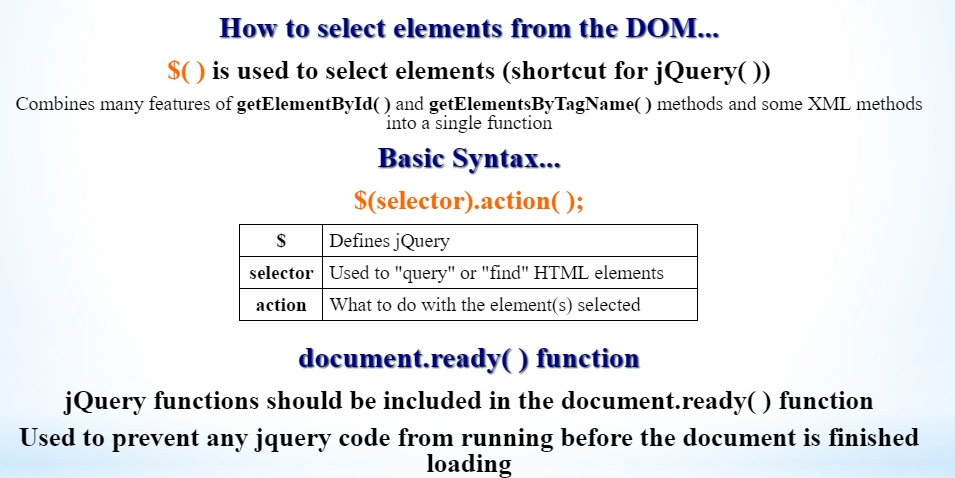 How to select elements from the DOM...
$( ) is used to select elements (shortcut for jQuery( ))
Combines many features of getElementById( ) and getElementsByTagName( ) methods and some XML methods
into a single function
Basic Syntax...
$(selector).action( );
$ Defines jQuery
selector Used to "query" or "find" HTML elements
action What to do with the element(s) selected
document.ready( ) function
jQuery functions should be included in the document.ready( ) function
Used to prevent any jquery code from running before the document is finished
loading